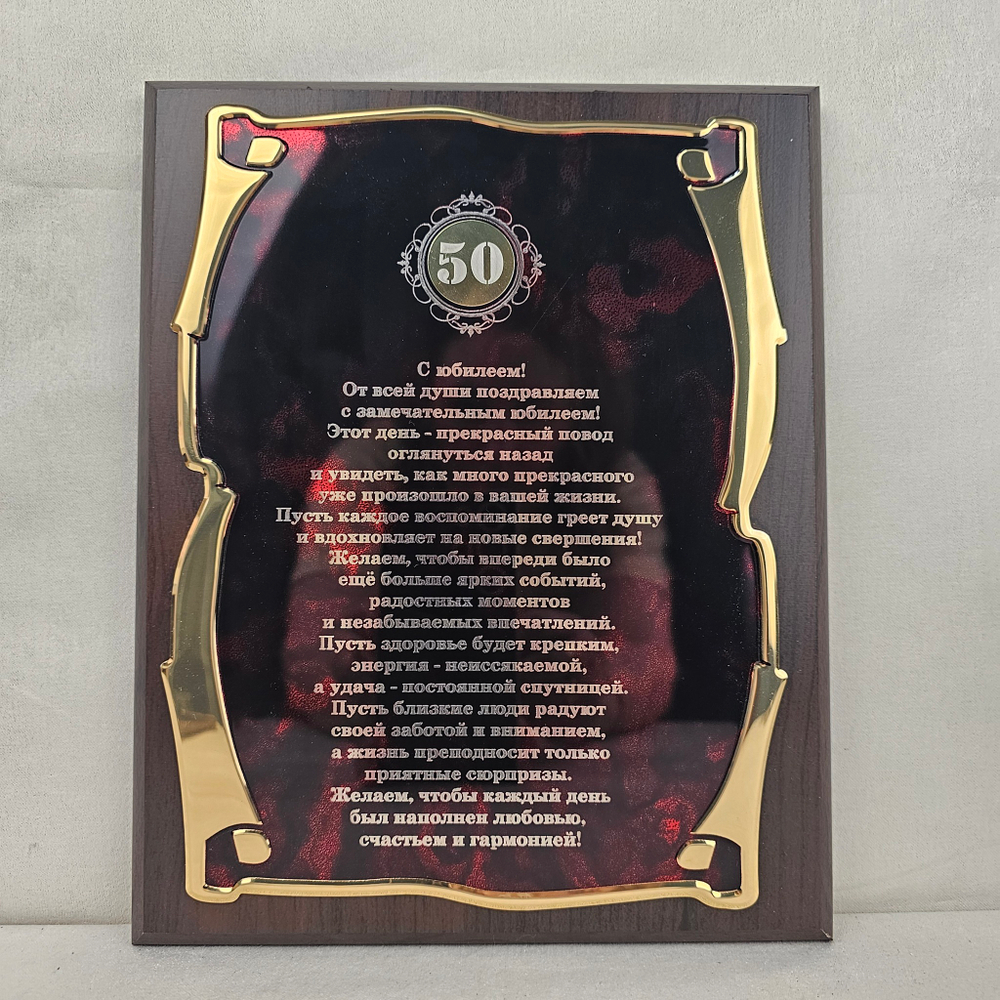 50
С юбилеем!
От всей души поздравляем
с замечательным юбилеем!
Этот день - прекрасный повод
оглянуться назад
и увидеть, как много прекрасного
уже произошло в вашей жизни.
Пусть каждое воспоминание греет душу
и вдохновляет на новые свершения!
Желаем, чтобы впереди было
ещё больше ярких событий,
радостных моментов
и незабываемых впечатлений.
Пусть здоровье будет крепким,
энергия - неиссякаемой,
а удача - постоянной спутницей.
Пусть близкие люди радуют
своей заботой и вниманием,
а жизнь преподносит только
приятные сюрпризы.
Желаем, чтобы каждый день
был наполнен любовью,
счастьем и гармонией!